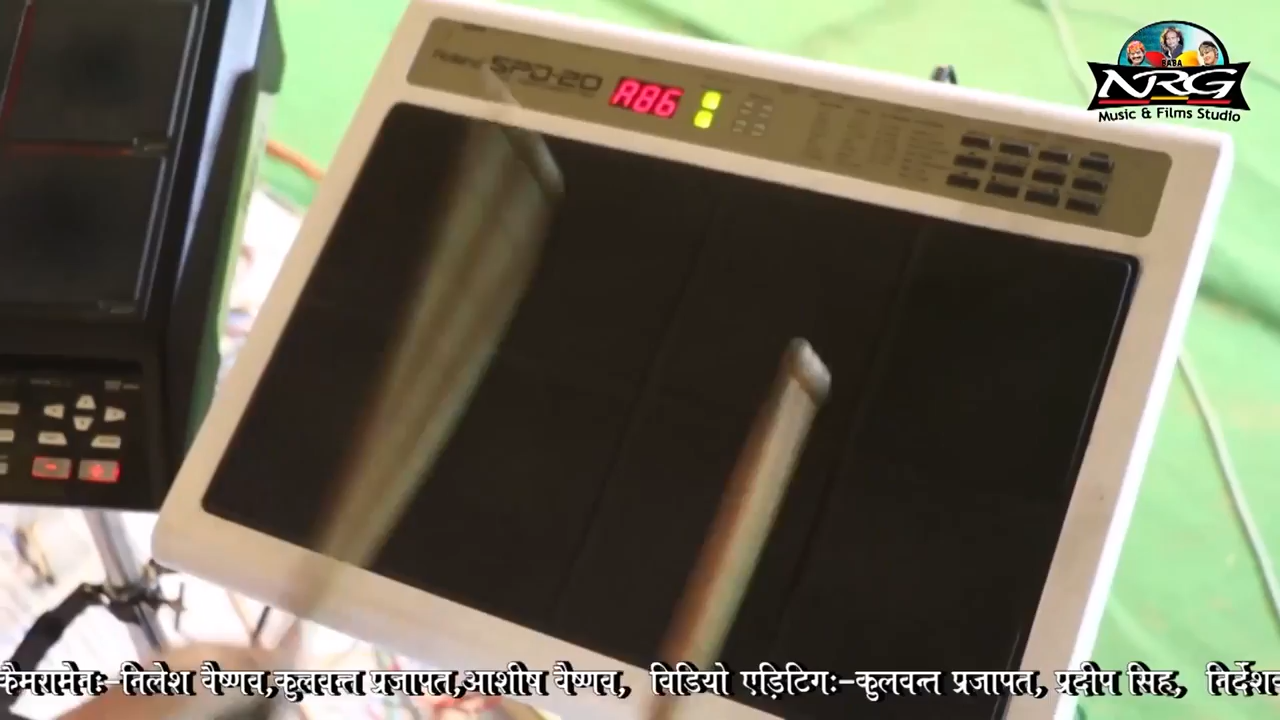 Roland SPD-20
A86
BABA
NRG
Music & Films Studio
कैमरामेनः-तिलेश वैष्णव,कुलवन्त प्रजापत,आशीष वैष्णव, विडियो एड़िटिगः-कुलवन्त प्रजापत, प्रदीप सिह, निर्देशक